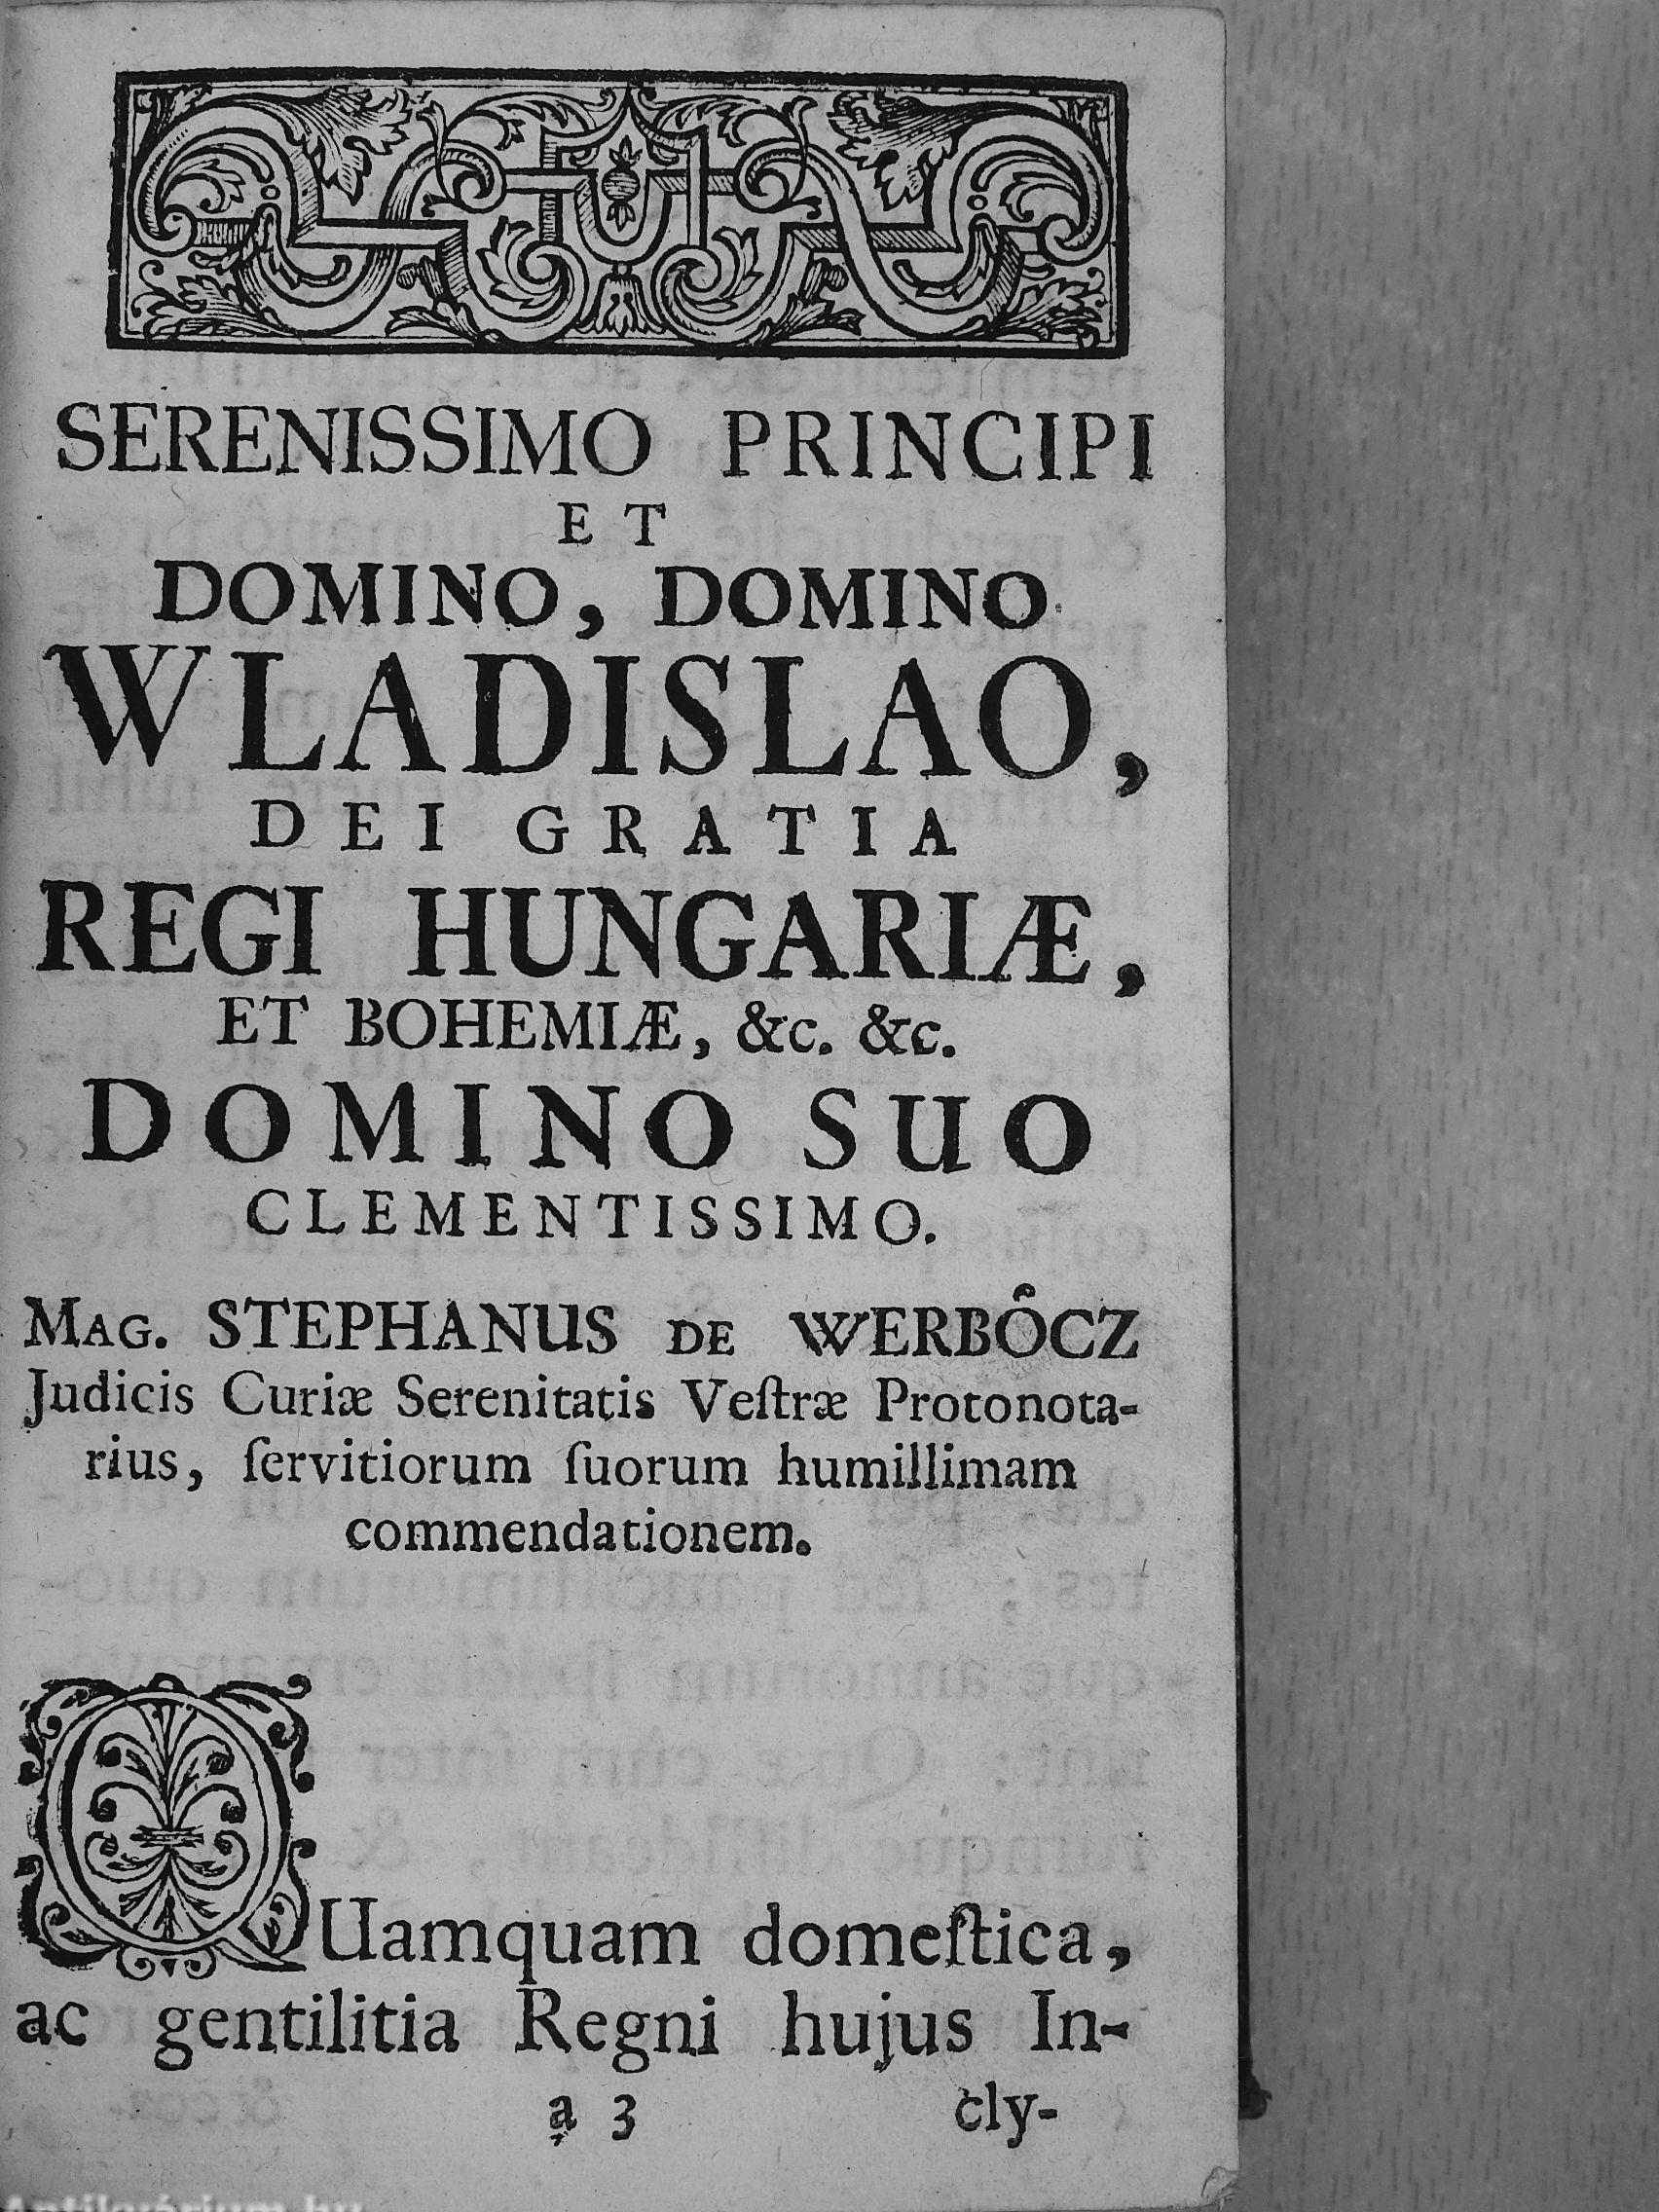 SERENISSIMO PRINCIPI
ET
DOMINO, DOMINO
WLADISLAO,
DEI GRATIA
REGI HUNGARIÆ,
ET BOHEMIÆ, &c. &c.
DOMINO SUO
CLEMENTISSIMO.
MAG. STEPHANUS DE WERBÔCZ
Judicis Curiæ Serenitatis Veſtræ Protonota-
rius, ſervitiorum ſuorum humillimam
commendationem.
QUamquam domeſtica,
ac gentilitia Regni hujus In-
a 3 cly-